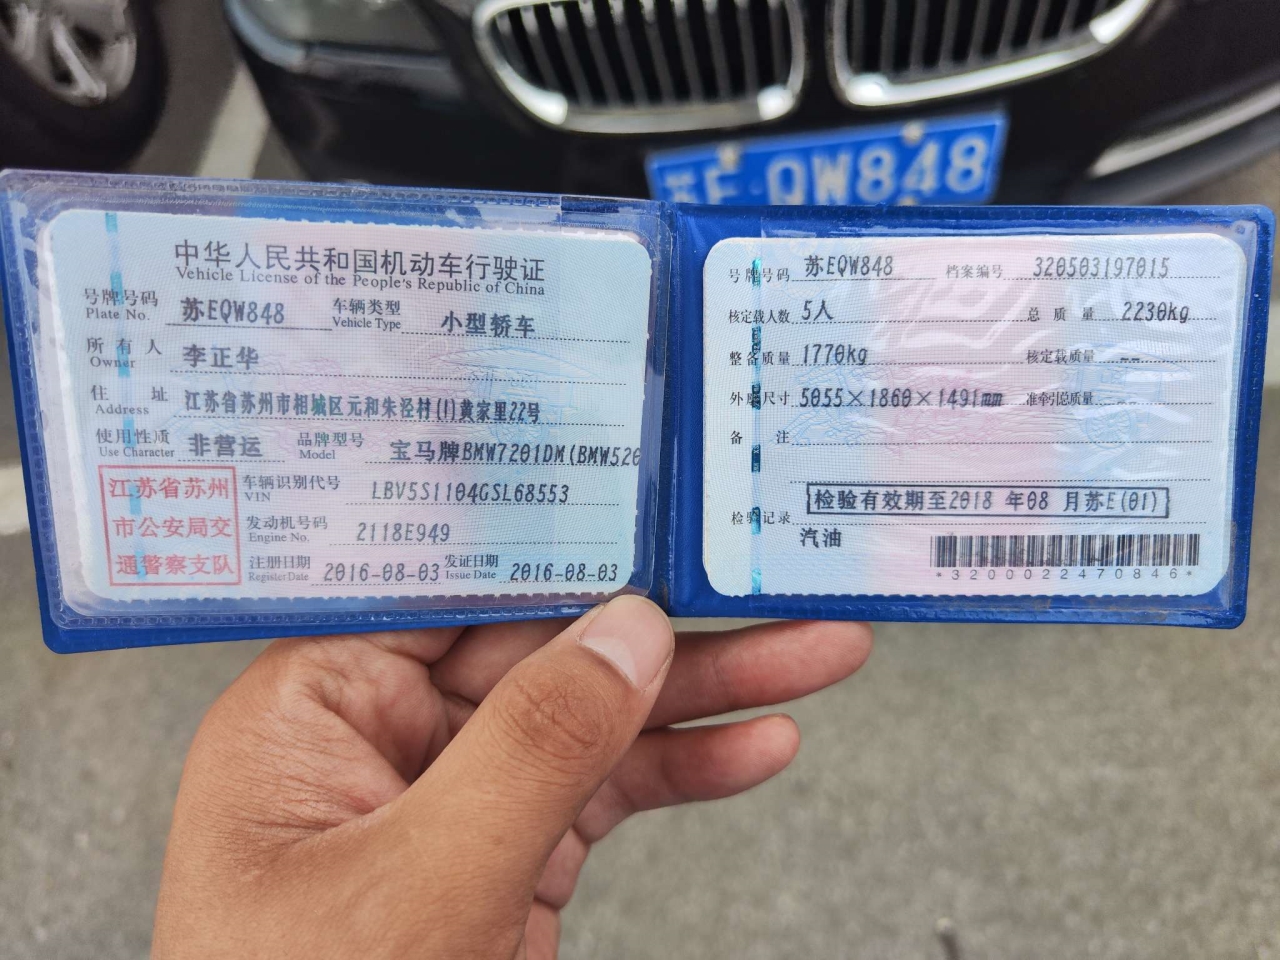 苏E·QW848
中华人民共和国机动车行驶证
Vehicle License of the People's Republic of China
号牌号码 苏EQW848 车辆类型 小型轿车
Plate No. Vehicle Type
所有人 李正华
Owner
住址 江苏省苏州市相城区元和朱泾村(1)黄家里22号
Address
使用性质 非营运 品牌型号 宝马牌BMW7201DM(BMW520
Use Character Model
江苏省苏州
市公安局交
通警察支队
车辆识别代号 LBV5S1104GSL68553
VIN
发动机号码 2118E949
Engine No.
注册日期 2016-08-03 发证日期 2016-08-03
Register Date Issue Date
号牌号码 苏EQW848 档案编号 320503197015
核定载人数 5人 总质量 2230kg
整备质量 1770kg 核定载质量 --
外廓尺寸 5055×1860×1491mm 准牵引总质量
备注
检验有效期至2018年08月苏E(01)
检验记录
汽油
*3200022470846*